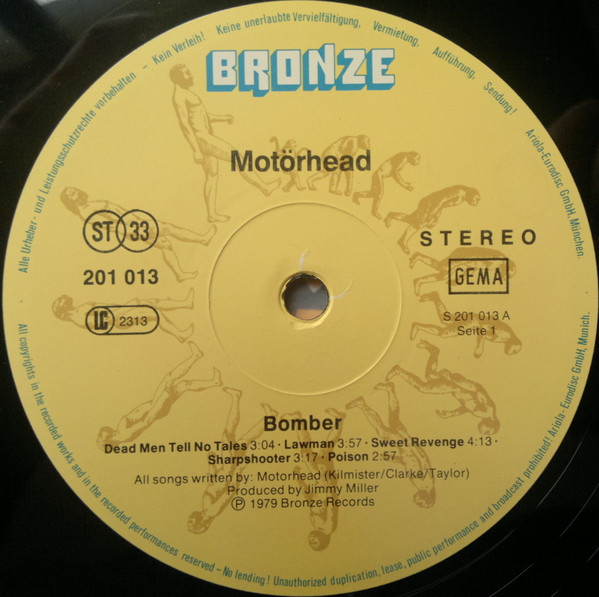 Alle Urheber- und Leistungsschutzrechte vorbehalten – Kein Verleih! Keine unerlaubte Vervielfältigung, Vermietung, Aufführung, Sendung! Ariola-Eurodisc GmbH, München.
BRONZE
Motörhead
ST 33
STEREO
201 013
GEMA
LC 2313
S 201 013 A
Seite 1
Bomber
Dead Men Tell No Tales 3:04 · Lawman 3:57 · Sweet Revenge 4:13 ·
Sharpshooter 3:17 · Poison 2:57
All songs written by: Motorhead (Kilmister/Clarke/Taylor)
Produced by Jimmy Miller
Ⓟ 1979 Bronze Records
All copyrights in the recorded works and in the recorded performances reserved – No lending! Unauthorized duplication, lease, public performance and broadcast prohibited! Ariola-Eurodisc GmbH, Munich.